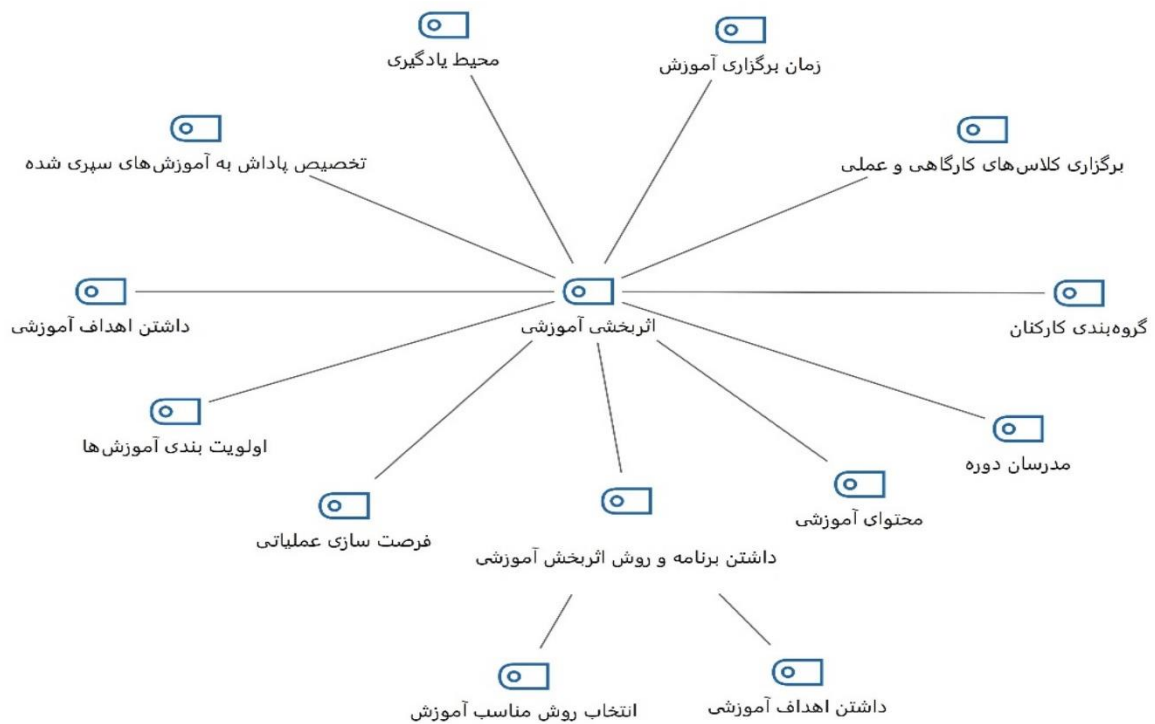 محیط یادگیری
زمان برگزاری آموزش
برگزاری کلاس‌های کارگاهی و عملی
تخصیص پاداش به آموزش‌های سپری شده
اثربخشی آموزشی
گروه‌بندی کارکنان
داشتن اهداف آموزشی
اولویت بندی آموزش‌ها
مدرسان دوره
محتوای آموزشی
فرصت سازی عملیاتی
داشتن برنامه و روش اثربخش آموزشی
داشتن اهداف آموزشی
انتخاب روش مناسب آموزش